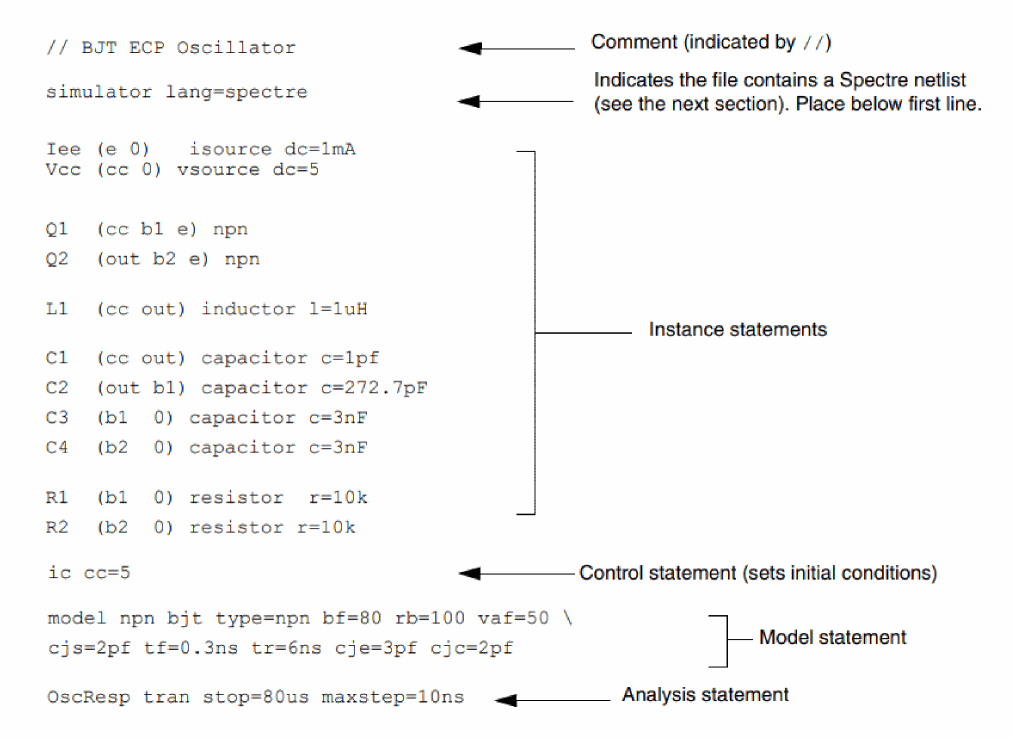 // BJT ECP Oscillator
Comment (indicated by //)
simulator lang=spectre
Indicates the file contains a Spectre netlist
(see the next section). Place below first line.
Iee (e 0) isource dc=1mA
Vcc (cc 0) vsource dc=5
Q1 (cc b1 e) npn
Q2 (out b2 e) npn
L1 (cc out) inductor l=1uH
Instance statements
C1 (cc out) capacitor c=1pf
C2 (out b1) capacitor c=272.7pF
C3 (b1 0) capacitor c=3nF
C4 (b2 0) capacitor c=3nF
R1 (b1 0) resistor r=10k
R2 (b2 0) resistor r=10k
ic cc=5
Control statement (sets initial conditions)
model npn bjt type=npn bf=80 rb=100 vaf=50 \
cjs=2pf tf=0.3ns tr=6ns cje=3pf cjc=2pf
Model statement
OscResp tran stop=80us maxstep=10ns
Analysis statement